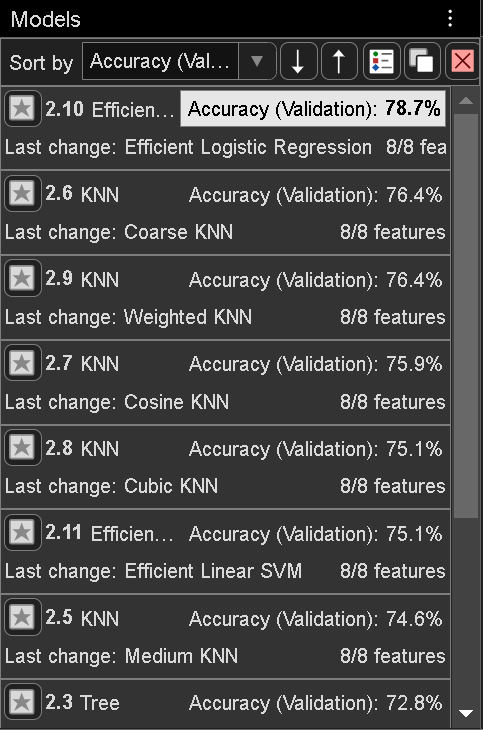 Models
Sort by Accuracy (Val...
2.10 Efficien... Accuracy (Validation): 78.7%
Last change: Efficient Logistic Regression 8/8 fea
2.6 KNN Accuracy (Validation): 76.4%
Last change: Coarse KNN 8/8 features
2.9 KNN Accuracy (Validation): 76.4%
Last change: Weighted KNN 8/8 features
2.7 KNN Accuracy (Validation): 75.9%
Last change: Cosine KNN 8/8 features
2.8 KNN Accuracy (Validation): 75.1%
Last change: Cubic KNN 8/8 features
2.11 Efficien... Accuracy (Validation): 75.1%
Last change: Efficient Linear SVM 8/8 features
2.5 KNN Accuracy (Validation): 74.6%
Last change: Medium KNN 8/8 features
2.3 Tree Accuracy (Validation): 72.8%